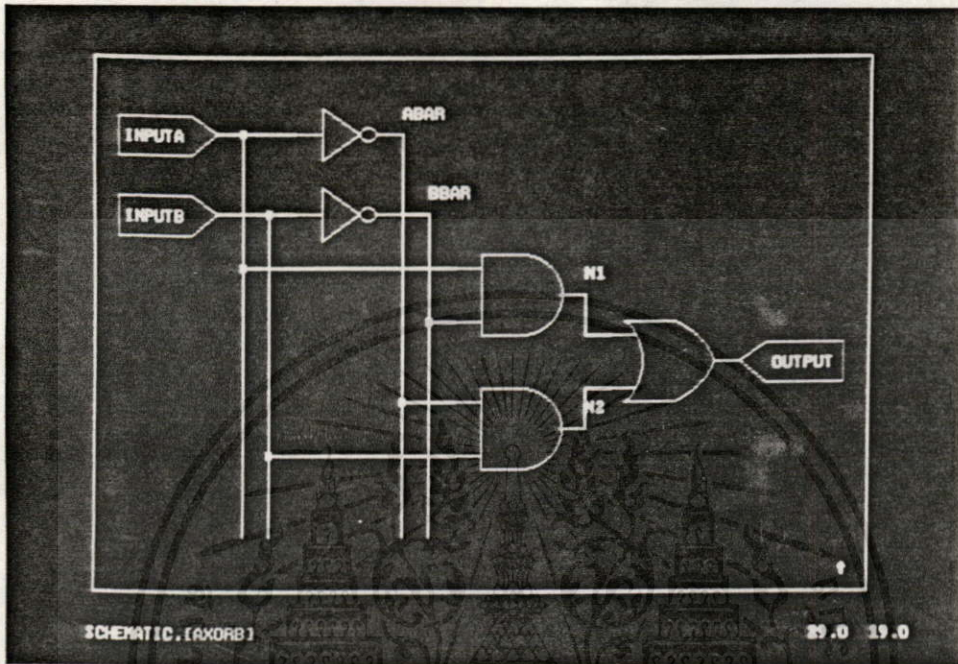 INPUTA
ABAR
INPUTB
BBAR
N1
OUTPUT
N2
SCHEMATIC.[AXORB]
29.0 19.0